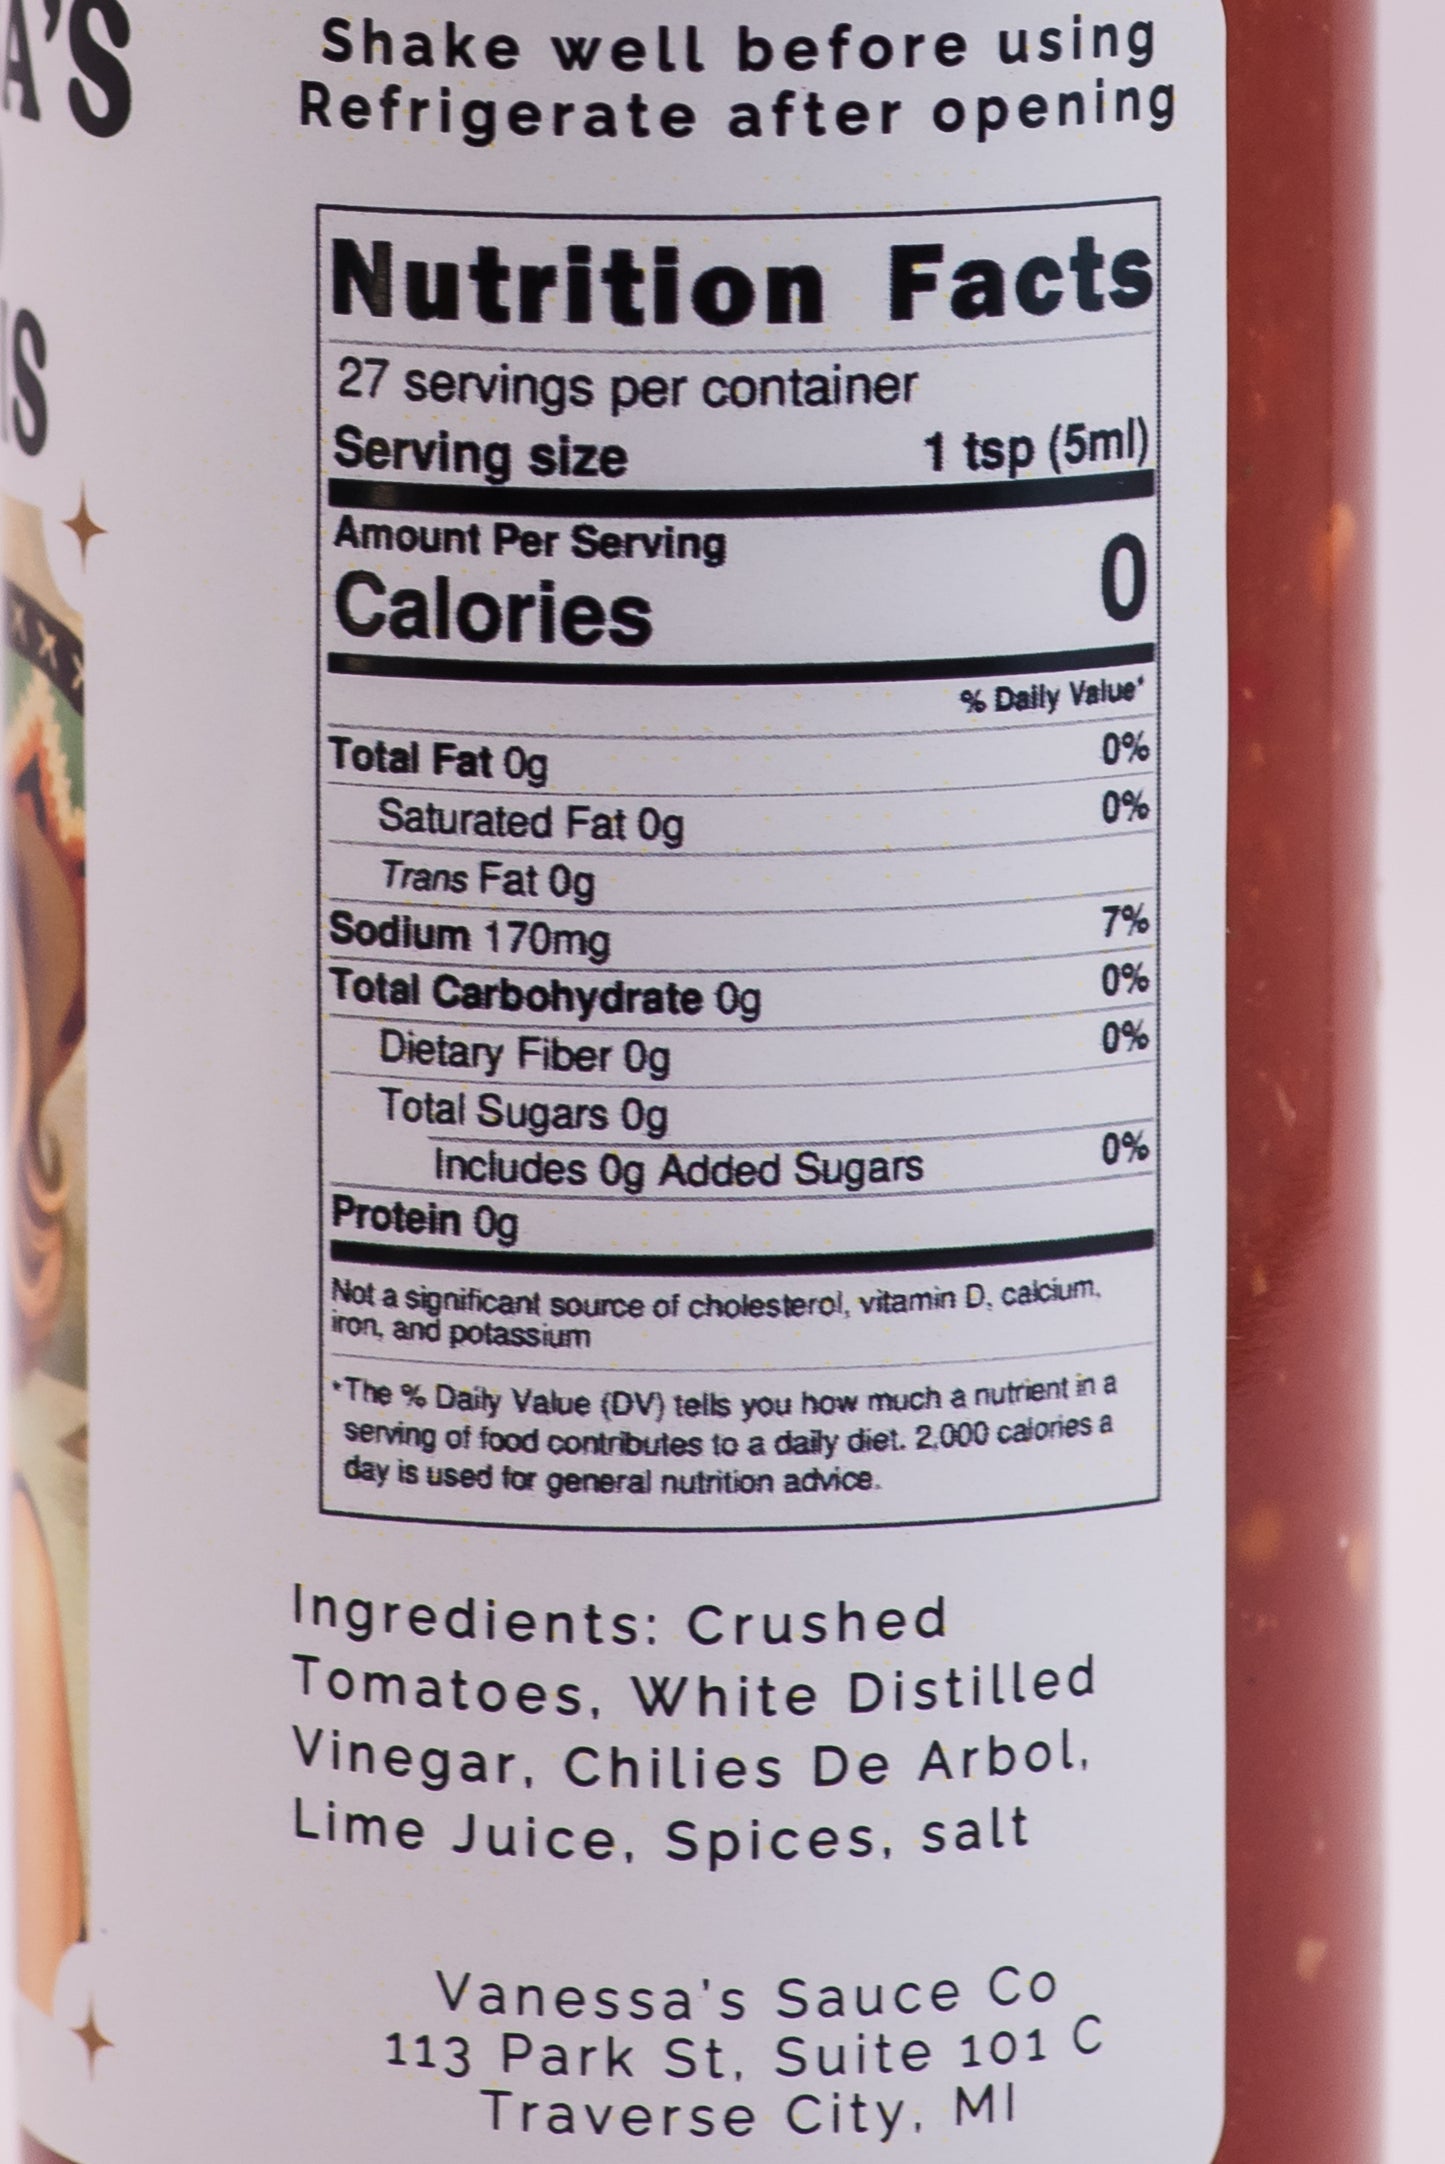 A'S
IS
Shake well before using
Refrigerate after opening
Nutrition Facts
27 servings per container
Serving size 1 tsp (5ml)
Amount Per Serving
Calories 0
% Daily Value*
Total Fat 0g 0%
Saturated Fat 0g 0%
Trans Fat 0g
Sodium 170mg 7%
Total Carbohydrate 0g 0%
Dietary Fiber 0g 0%
Total Sugars 0g
Includes 0g Added Sugars 0%
Protein 0g
Not a significant source of cholesterol, vitamin D, calcium,
iron, and potassium
*The % Daily Value (DV) tells you how much a nutrient in a
serving of food contributes to a daily diet. 2,000 calories a
day is used for general nutrition advice.
Ingredients: Crushed
Tomatoes, White Distilled
Vinegar, Chilies De Arbol,
Lime Juice, Spices, salt
Vanessa's Sauce Co
113 Park St, Suite 101 C
Traverse City, MI